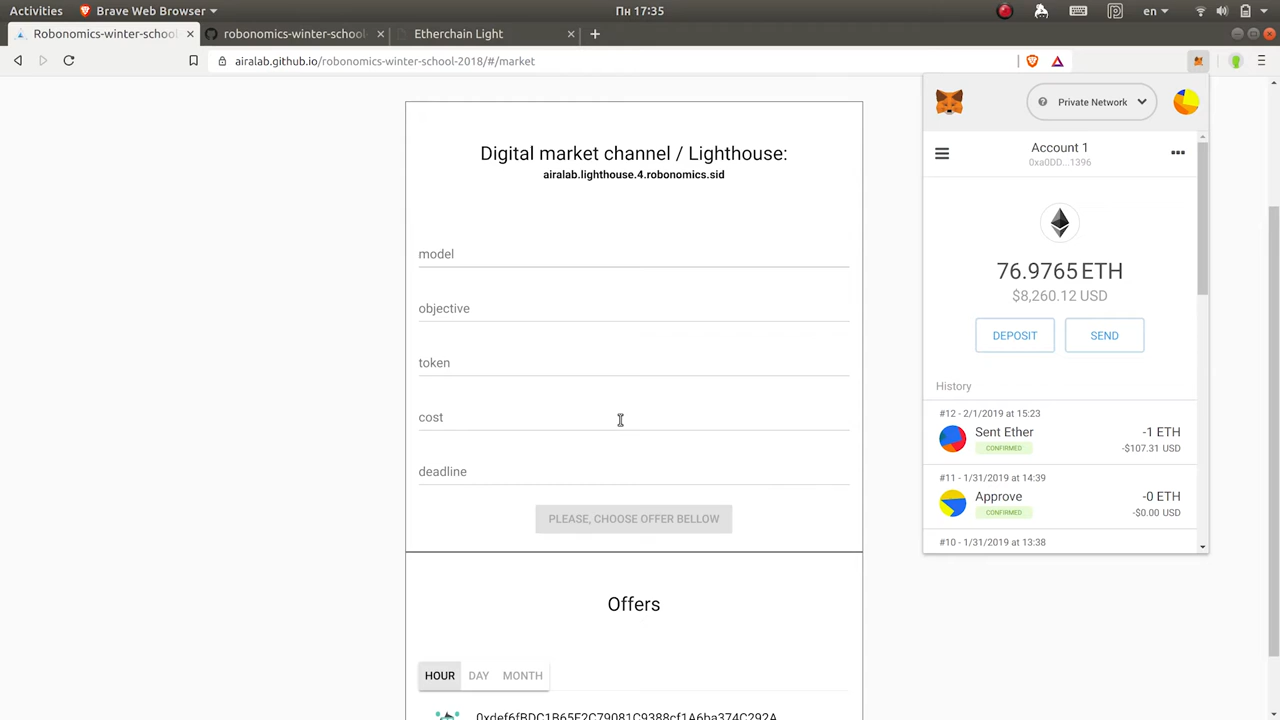 Activities
Brave Web Browser
Пн 17:35
en
Robonomics-winter-school
robonomics-winter-school
Etherchain Light
airalab.github.io/robonomics-winter-school-2018/#/market
Private Network
Account 1
0xa0DD...1396
76.9765 ETH
$8,260.12 USD
DEPOSIT
SEND
History
#12 - 2/1/2019 at 15:23
Sent Ether
-1 ETH
CONFIRMED
-$107.31 USD
#11 - 1/31/2019 at 14:39
Approve
-0 ETH
CONFIRMED
-$0.00 USD
#10 - 1/31/2019 at 13:38
Digital market channel / Lighthouse:
airalab.lighthouse.4.robonomics.sid
model
objective
token
cost
deadline
PLEASE, CHOOSE OFFER BELLOW
Offers
HOUR
DAY
MONTH